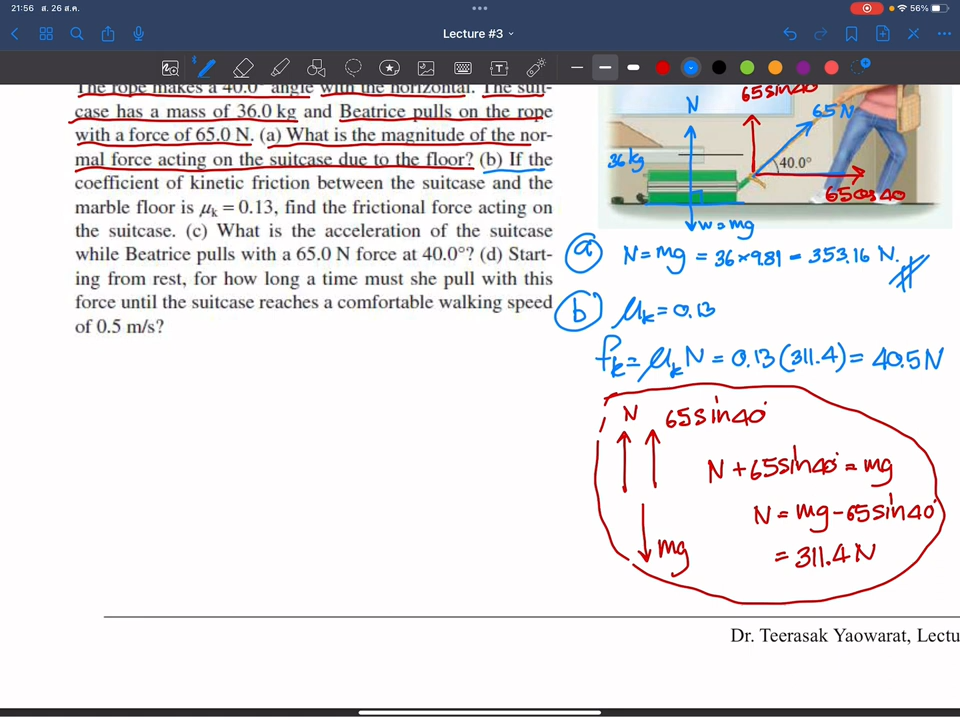 21:56 ส. 26 ส.ค.
56%
Lecture #3
The rope makes a 40.0° angle with the horizontal. The suit-
case has a mass of 36.0 kg and Beatrice pulls on the rope
with a force of 65.0 N. (a) What is the magnitude of the nor-
mal force acting on the suitcase due to the floor? (b) If the
coefficient of kinetic friction between the suitcase and the
marble floor is μk = 0.13, find the frictional force acting on
the suitcase. (c) What is the acceleration of the suitcase
while Beatrice pulls with a 65.0 N force at 40.0°? (d) Start-
ing from rest, for how long a time must she pull with this
force until the suitcase reaches a comfortable walking speed
of 0.5 m/s?
65sin40
N
65N
36kg
40.0°
65cos40
w=mg
a N=mg = 36×9.81 = 353.16 N.
b μk=0.13
fk=μkN = 0.13(311.4) = 40.5N
N 65sin40°
N+65sin40°=mg
N=mg-65sin40°
mg
=311.4N
Dr. Teerasak Yaowarat, Lectu